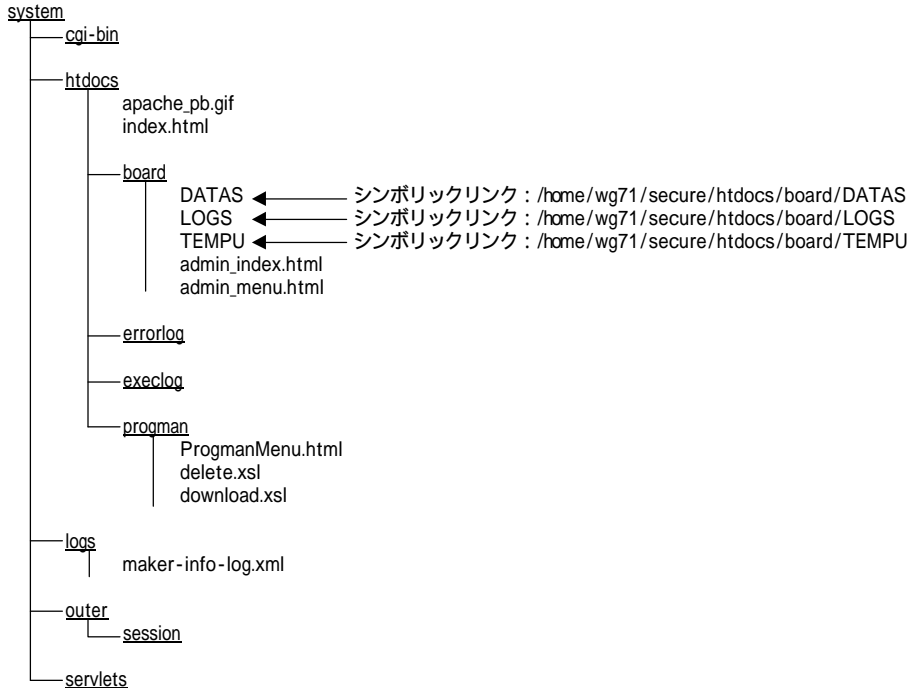 system
cgi-bin
htdocs
apache_pb.gif
index.html
board
DATAS シンボリックリンク：/home/wg71/secure/htdocs/board/DATAS
LOGS シンボリックリンク：/home/wg71/secure/htdocs/board/LOGS
TEMPU シンボリックリンク：/home/wg71/secure/htdocs/board/TEMPU
admin_index.html
admin_menu.html
errorlog
execlog
progman
ProgmanMenu.html
delete.xsl
download.xsl
logs
maker-info-log.xml
outer
session
servlets